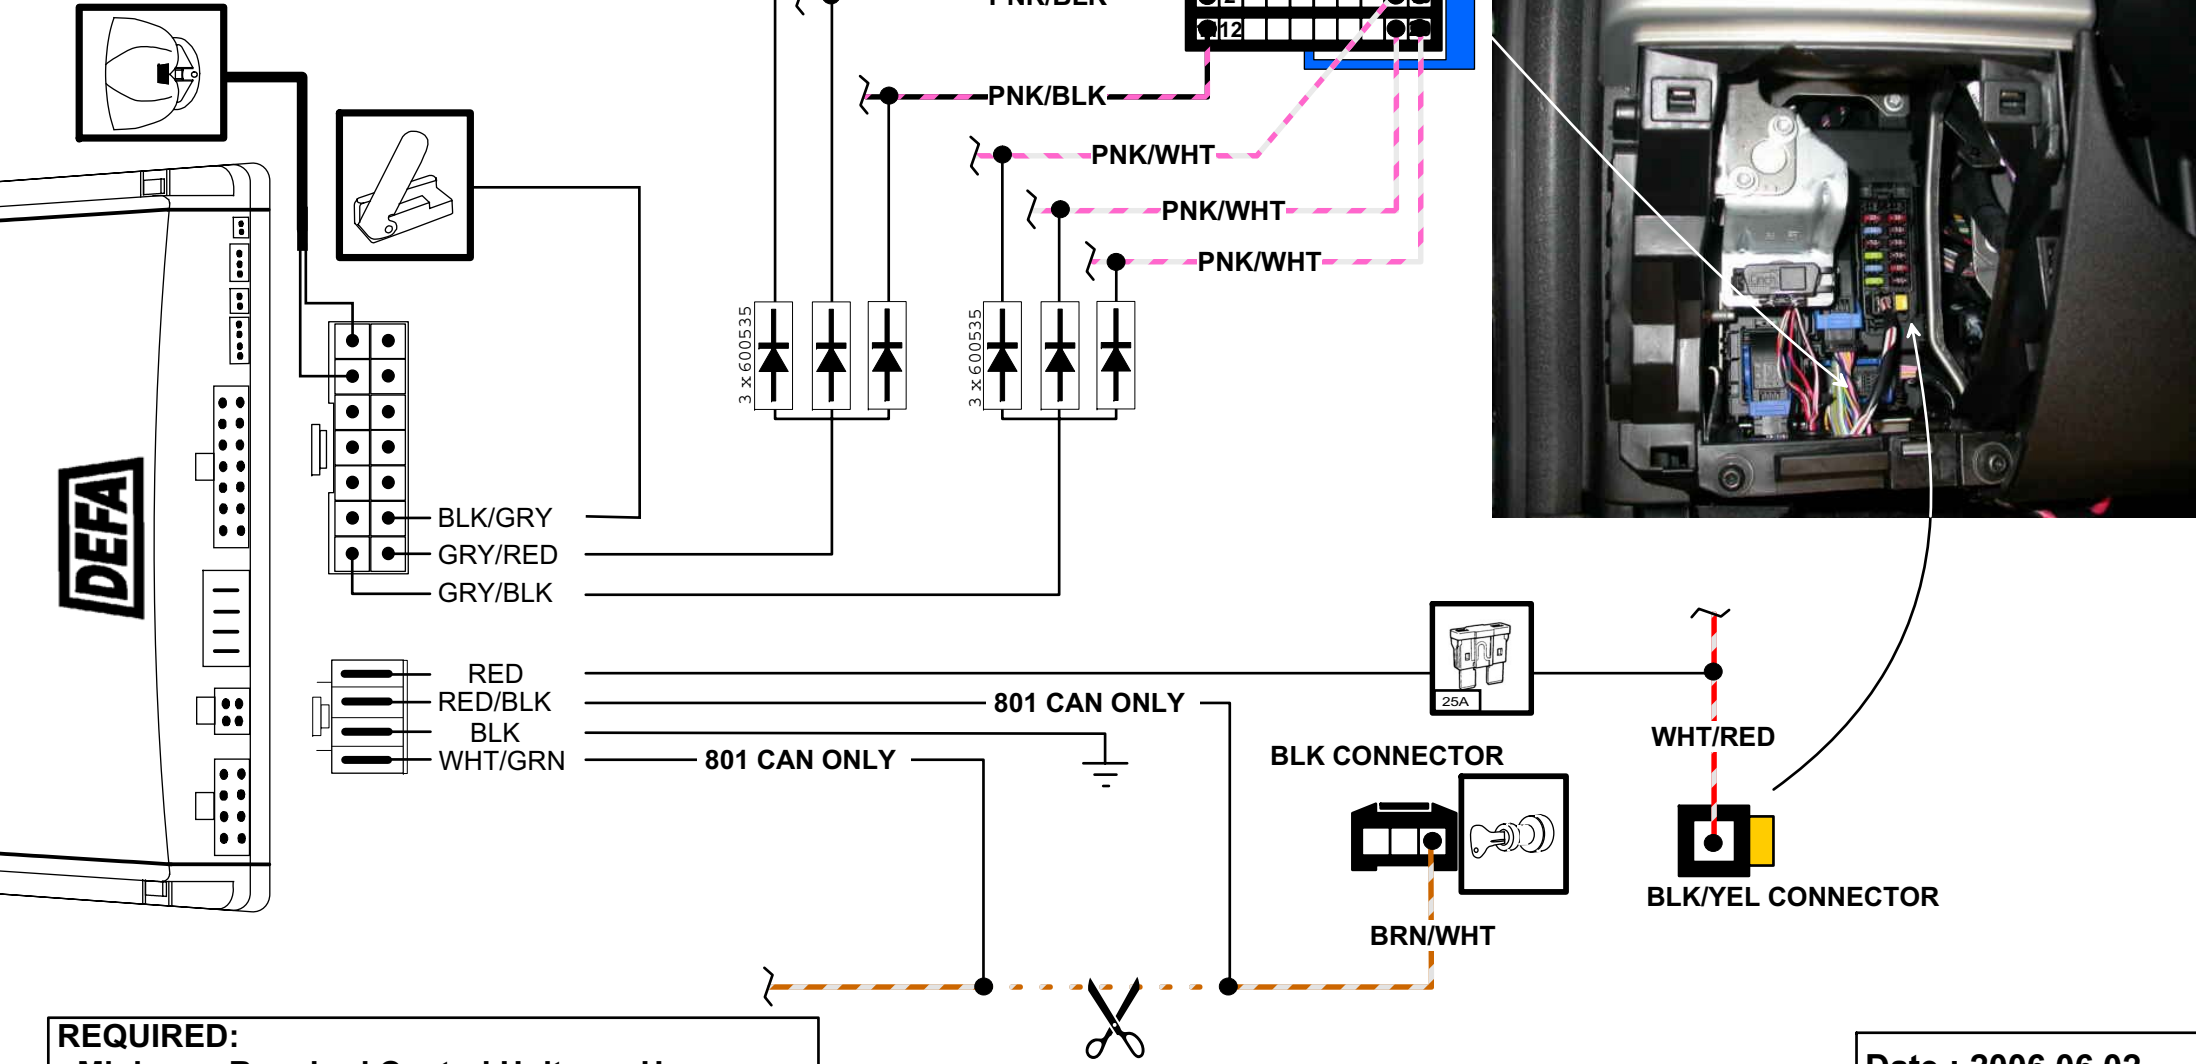 2
12
PNK/BLK
PNK/WHT
PNK/WHT
PNK/WHT
3 x 600535
3 x 600535
DEFA
BLK/GRY
GRY/RED
GRY/BLK
RED
RED/BLK
801 CAN ONLY
BLK
WHT/GRN
801 CAN ONLY
25A
WHT/RED
BLK CONNECTOR
BLK/YEL CONNECTOR
BRN/WHT
REQUIRED: